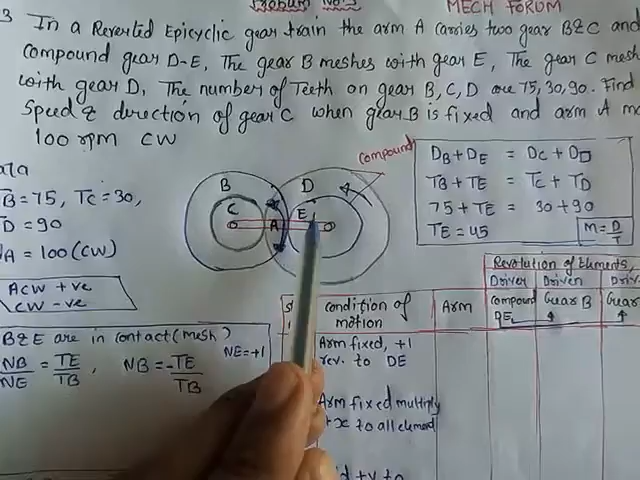 Problem No:-3
MECH FORUM
3 In a Reverted Epicyclic gear train the arm A carries two gear B&C and
compound gear D-E, The gear B meshes with gear E, The gear C mesh
with gear D, The number of Teeth on gear B, C, D are 75, 30, 90. Find
Speed & direction of gear C when gear B is fixed and arm A m
100 rpm CW
ata
TB=75, TC=30,
TD=90
NA=100(CW)
ACW +ve
CW -ve
B&E are in contact(mesh)
NB/NE = TE/TB, NB=-TE/TB NE=+1
B
C
A
D
E
compound
DB+DE = DC+DD
TB+TE = TC+TD
75+TE = 30+90
TE=45
M=D/T
condition of motion
Arm
Revolution of Elements
Driver
Driven
Driven
compound DE
Gear B
Gear
Arm fixed, +1
rev. to DE
Arm fixed multiply
+x to all element
+y to